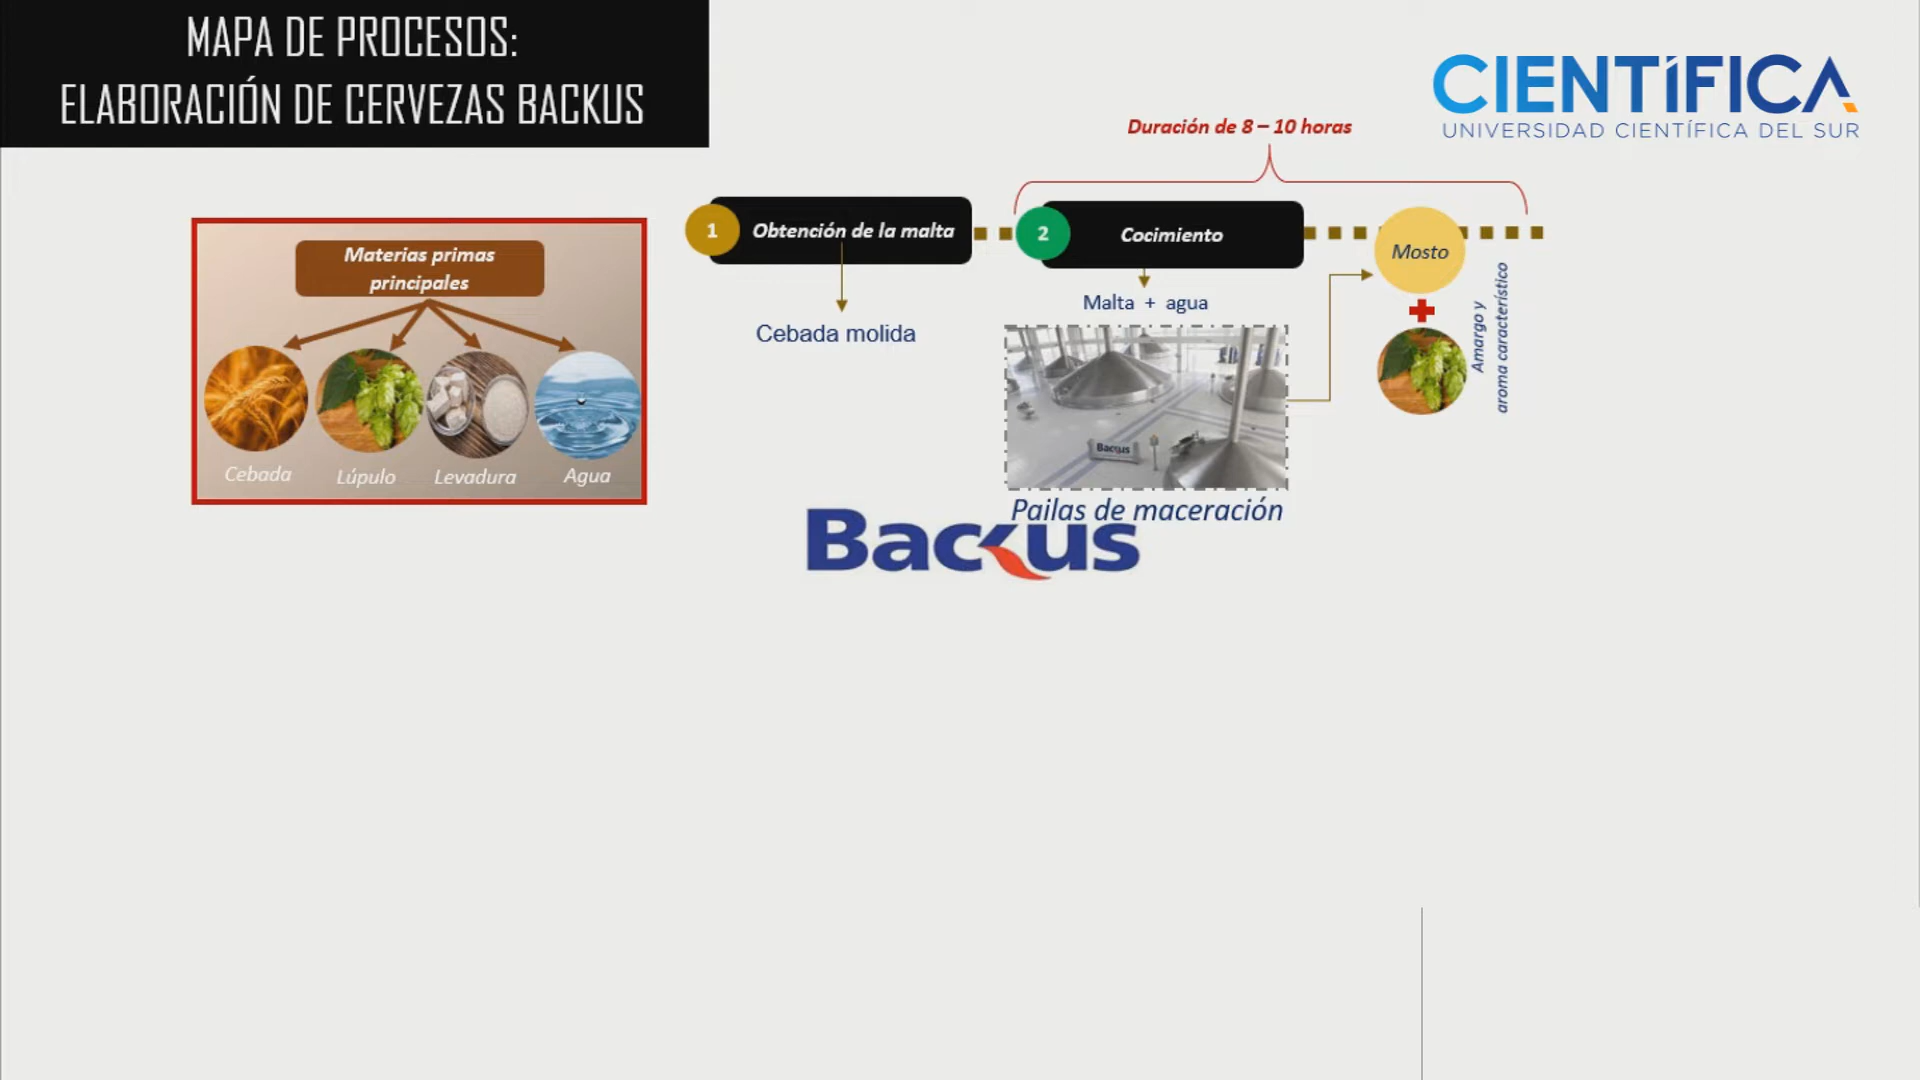 MAPA DE PROCESOS:
ELABORACIÓN DE CERVEZAS BACKUS
CIENTÍFICA
UNIVERSIDAD CIENTÍFICA DEL SUR
Duración de 8 – 10 horas
Materias primas
principales
Cebada
Lúpulo
Levadura
Agua
1
Obtención de la malta
Cebada molida
2
Cocimiento
Malta + agua
Backus
Pailas de maceración
Mosto
Amargo y
aroma característico
Backus